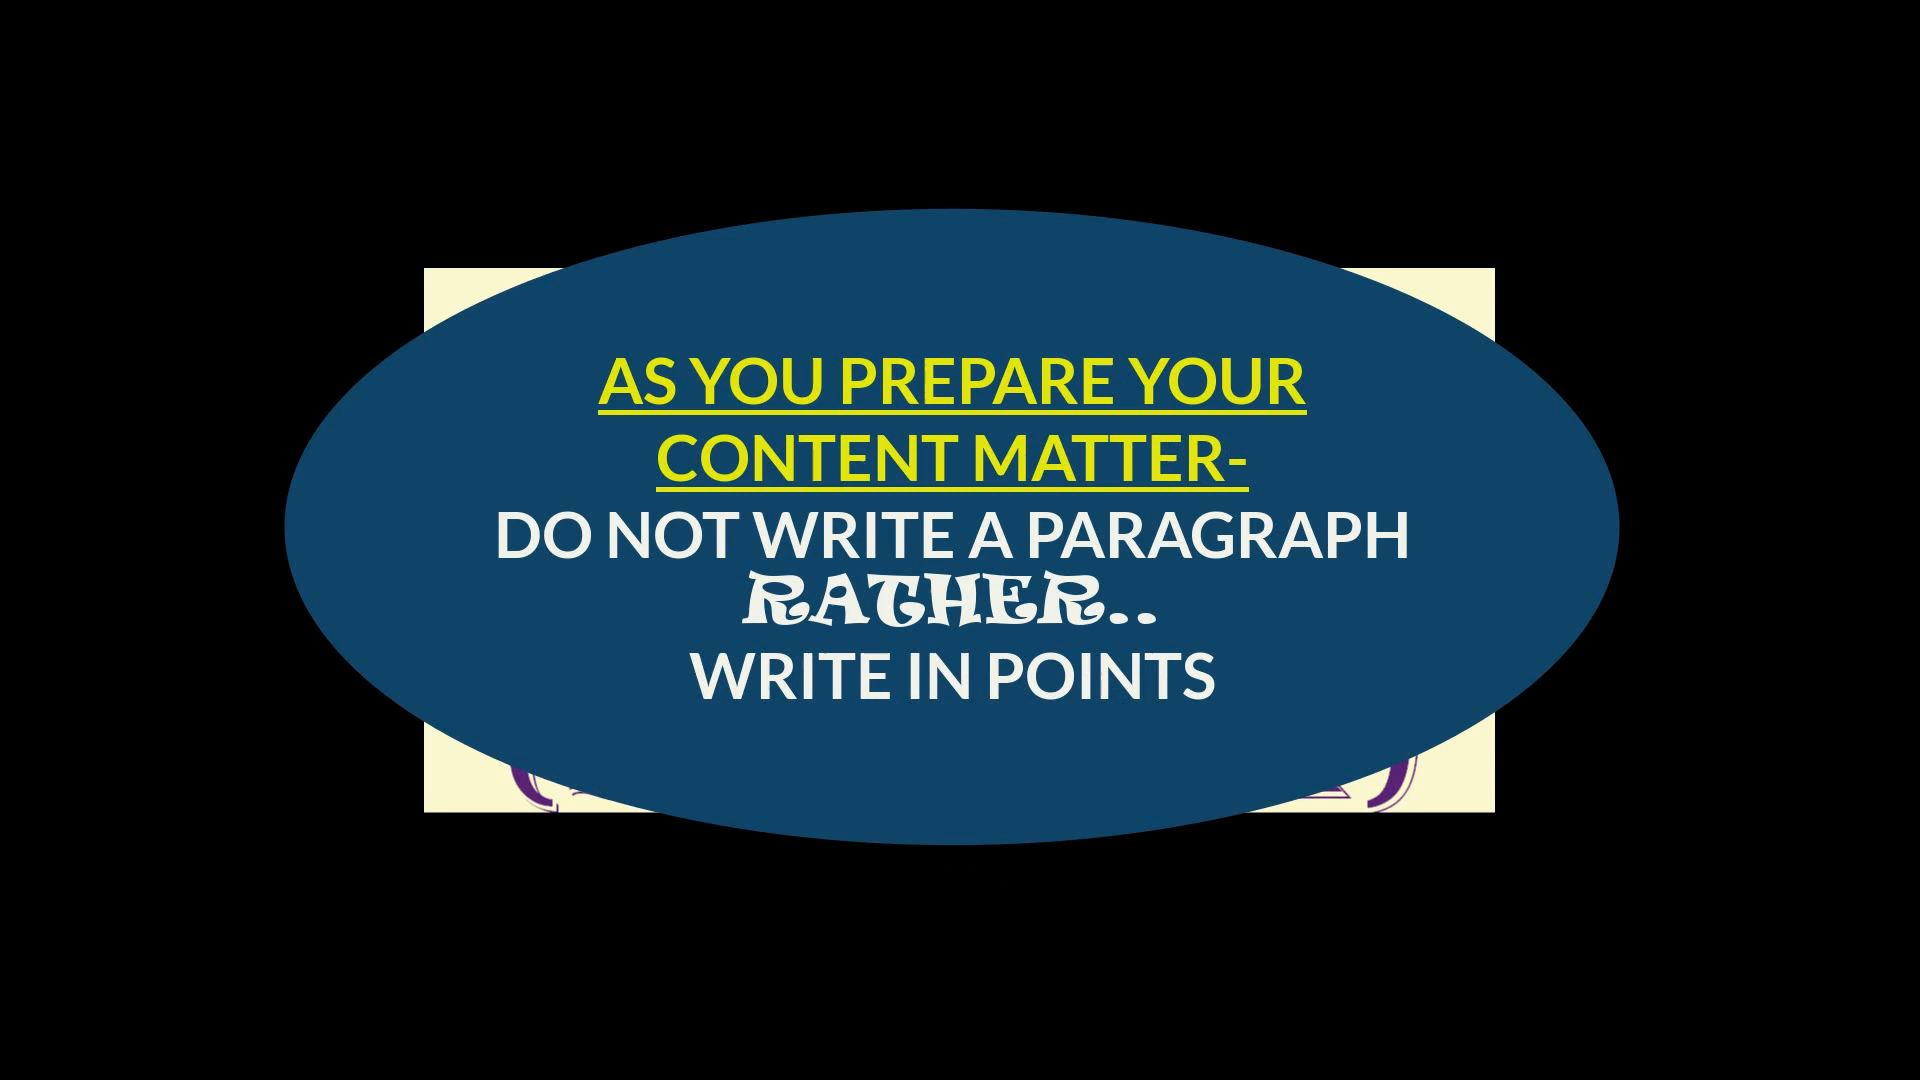 AS YOU PREPARE YOUR
CONTENT MATTER-
DO NOT WRITE A PARAGRAPH
RATHER..
WRITE IN POINTS